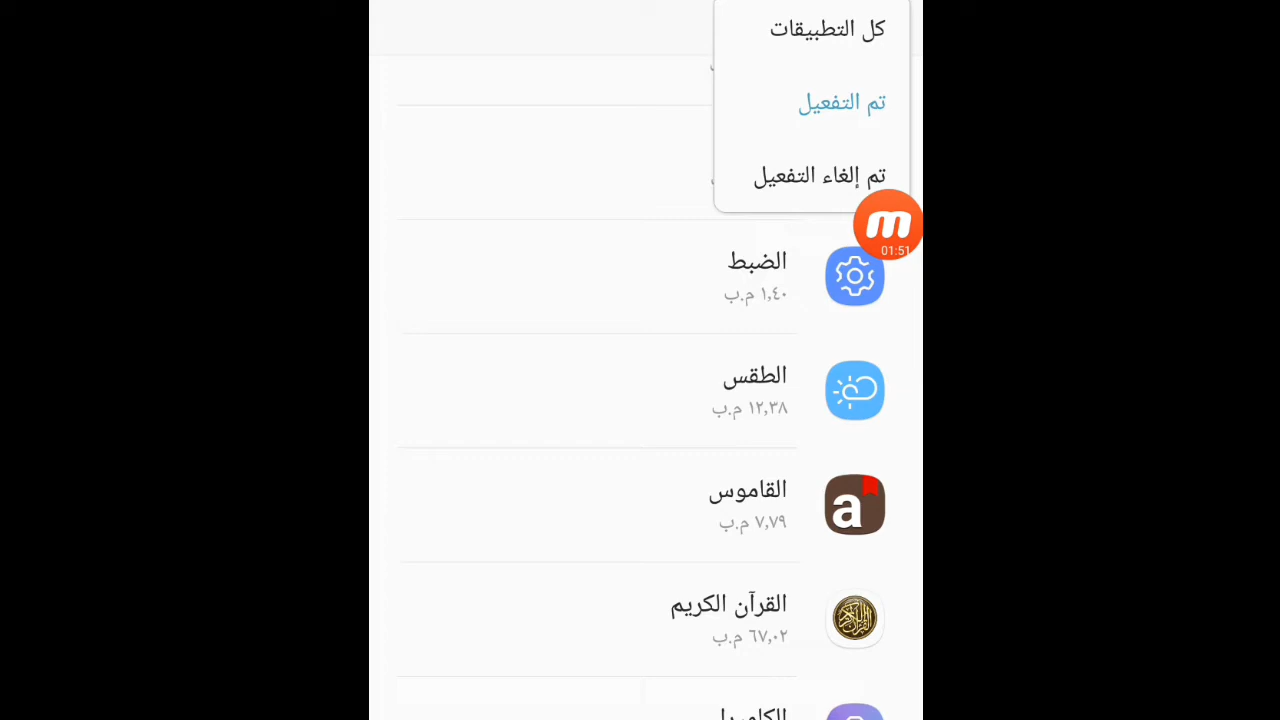 كل التطبيقات
تم التفعيل
تم إلغاء التفعيل
01:51
الضبط
١,٤٠ م.ب
الطقس
١٢,٣٨ م.ب
القاموس
a
٧,٧٩ م.ب
القرآن الكريم
٦٧,٠٢ م.ب